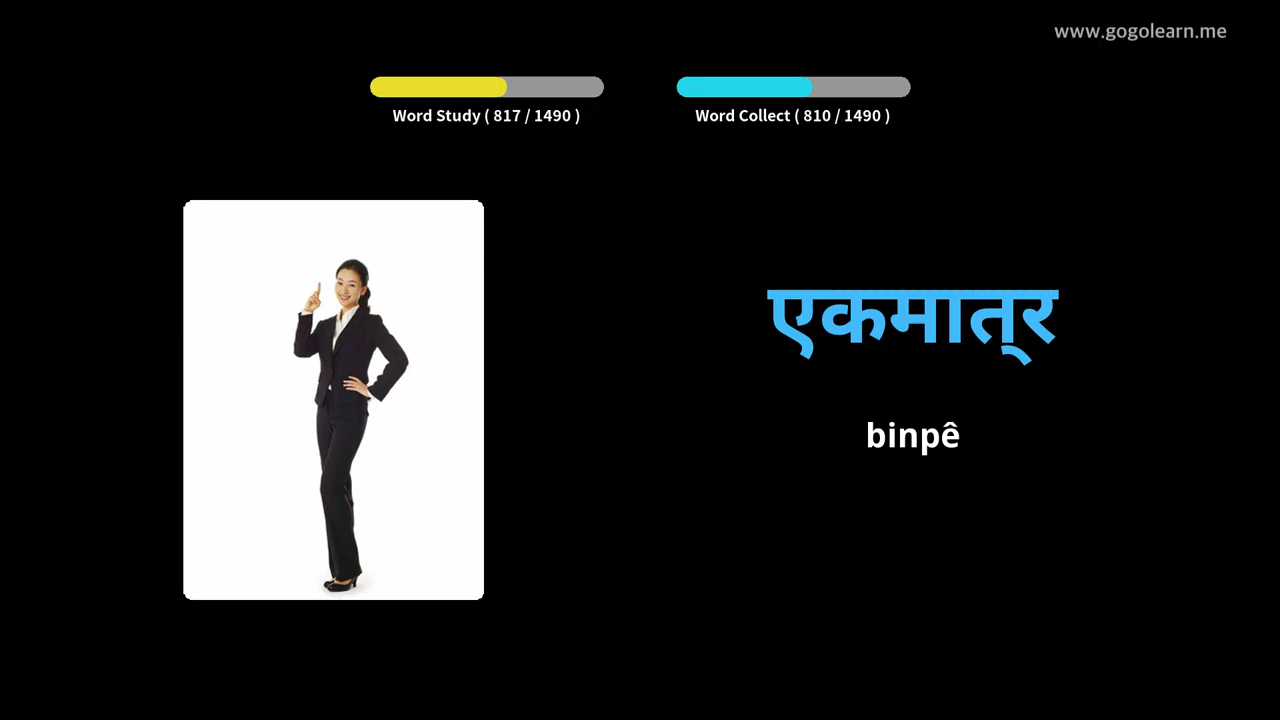 www.gogolearn.me
Word Study ( 817 / 1490 )
Word Collect ( 810 / 1490 )
एकमात्र
binpê